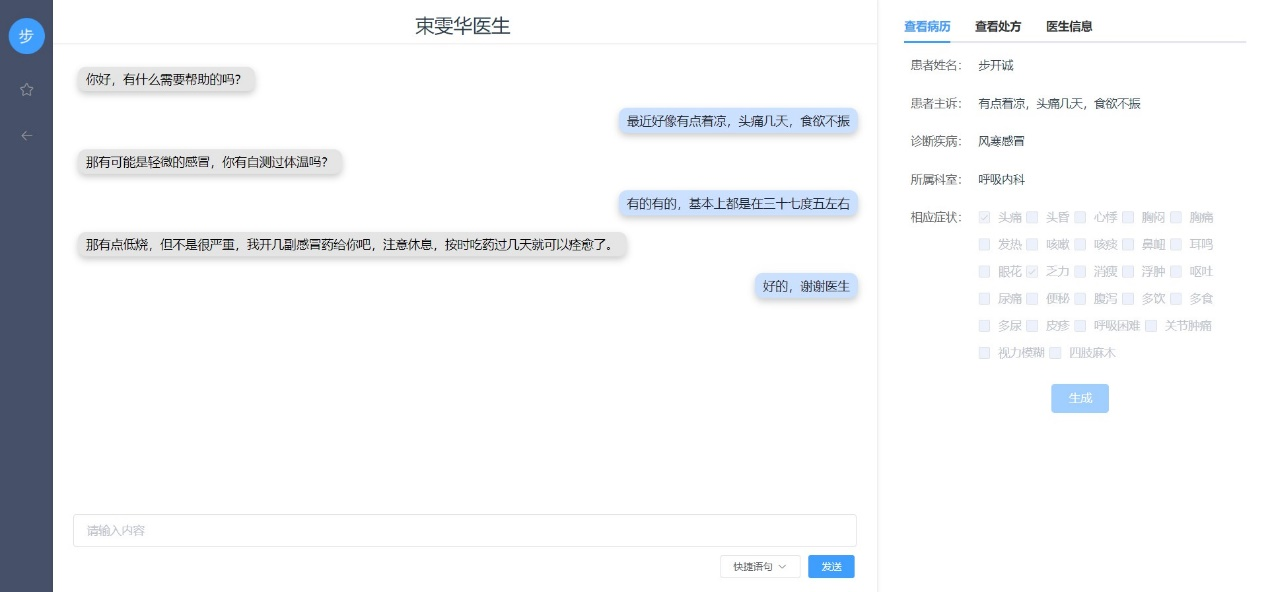 步
束雯华医生
你好，有什么需要帮助的吗？
最近好像有点着凉，头痛几天，食欲不振
那有可能是轻微的感冒，你有自测过体温吗？
有的有的，基本上都是在三十七度五左右
那有点低烧，但不是很严重，我开几副感冒药给你吧，注意休息，按时吃药过几天就可以痊愈了。
好的，谢谢医生
请输入内容
快捷语句
发送
查看病历 查看处方 医生信息
患者姓名： 步开诚
患者主诉： 有点着凉，头痛几天，食欲不振
诊断疾病： 风寒感冒
所属科室： 呼吸内科
相应症状： 头痛 头昏 心悸 胸闷 胸痛
发热 咳嗽 咳痰 鼻衄 耳鸣
眼花 乏力 消瘦 浮肿 呕吐
尿痛 便秘 腹泻 多饮 多食
多尿 皮疹 呼吸困难 关节肿痛
视力模糊 四肢麻木
生成